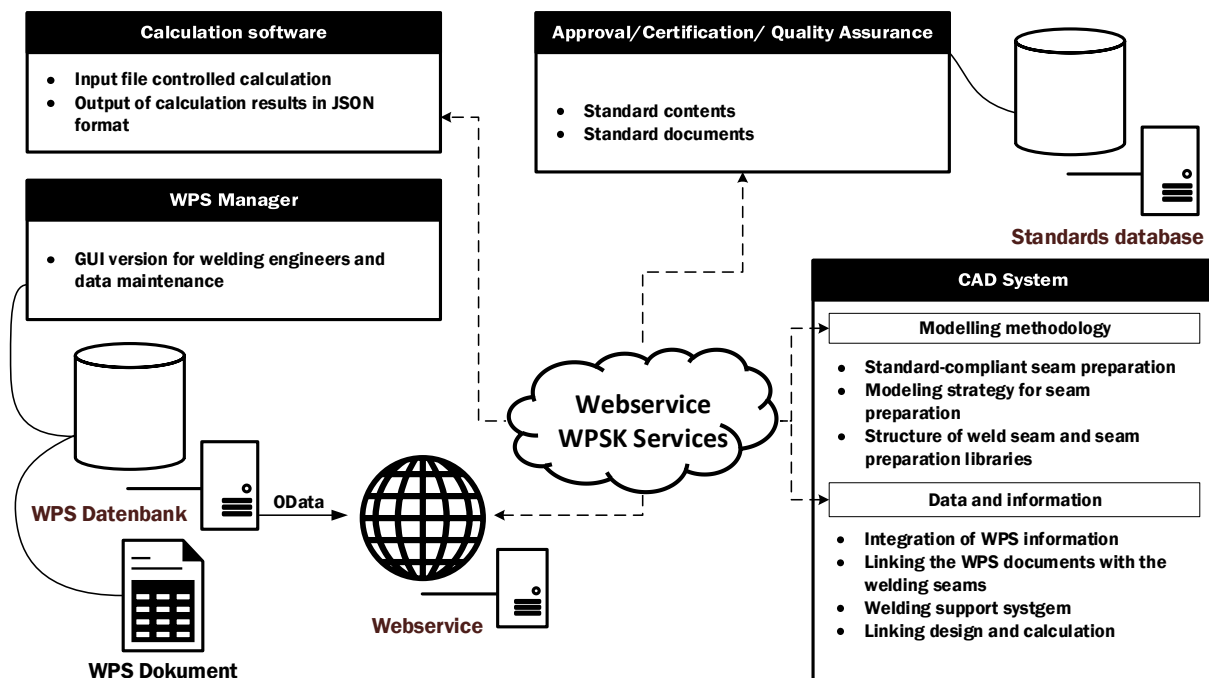 Calculation software
• Input file controlled calculation
• Output of calculation results in JSON
format
Approval/Certification/ Quality Assurance
• Standard contents
• Standard documents
Standards database
WPS Manager
• GUI version for welding engineers and
data maintenance
WPS Datenbank
OData
WPS Dokument
Webservice
Webservice
WPSK Services
CAD System
Modelling methodology
• Standard-compliant seam preparation
• Modeling strategy for seam
preparation
• Structure of weld seam and seam
preparation libraries
Data and information
• Integration of WPS information
• Linking the WPS documents with the
welding seams
• Welding support systgem
• Linking design and calculation